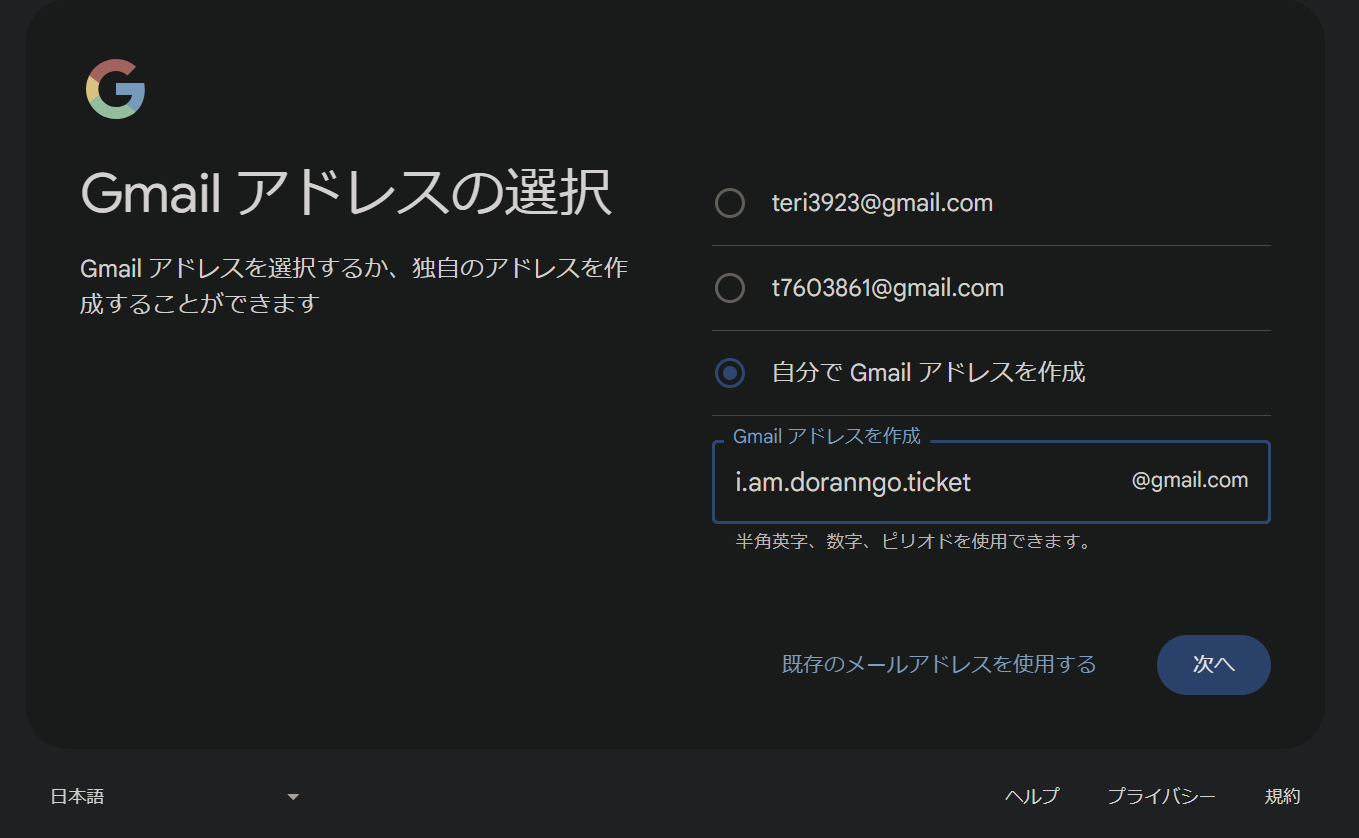 Gmail アドレスの選択
Gmail アドレスを選択するか、独自のアドレスを作
成することができます
teri3923@gmail.com
t7603861@gmail.com
自分で Gmail アドレスを作成
Gmail アドレスを作成
i.am.doranngo.ticket @gmail.com
半角英字、数字、ピリオドを使用できます。
既存のメールアドレスを使用する 次へ
日本語 ヘルプ プライバシー 規約